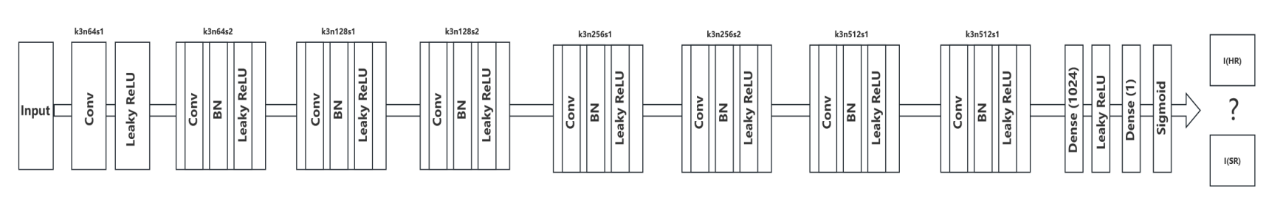 k3n64s1
k3n64s2
k3n128s1
k3n128s2
k3n256s1
k3n256s2
k3n512s1
k3n512s1
Input
Conv
Leaky ReLU
Conv
BN
Leaky ReLU
Conv
BN
Leaky ReLU
Conv
BN
Leaky ReLU
Conv
BN
Leaky ReLU
Conv
BN
Leaky ReLU
Conv
BN
Leaky ReLU
Conv
BN
Leaky ReLU
Dense (1024)
Leaky ReLU
Dense (1)
Sigmoid
I(HR)
?
I(SR)